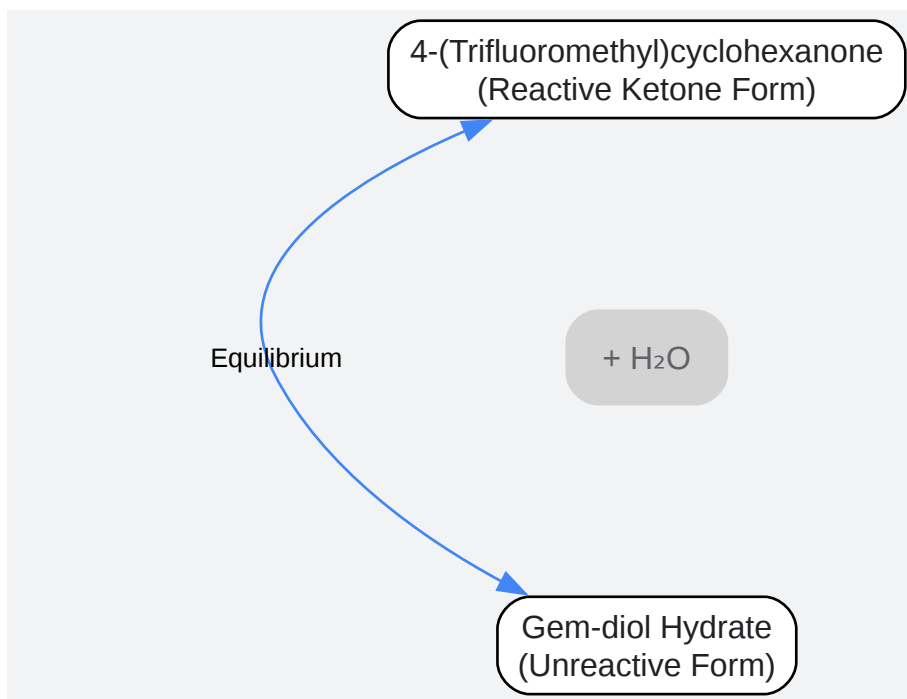 4-(Trifluoromethyl)cyclohexanone
(Reactive Ketone Form)
Equilibrium
+ H₂O
Gem-diol Hydrate
(Unreactive Form)